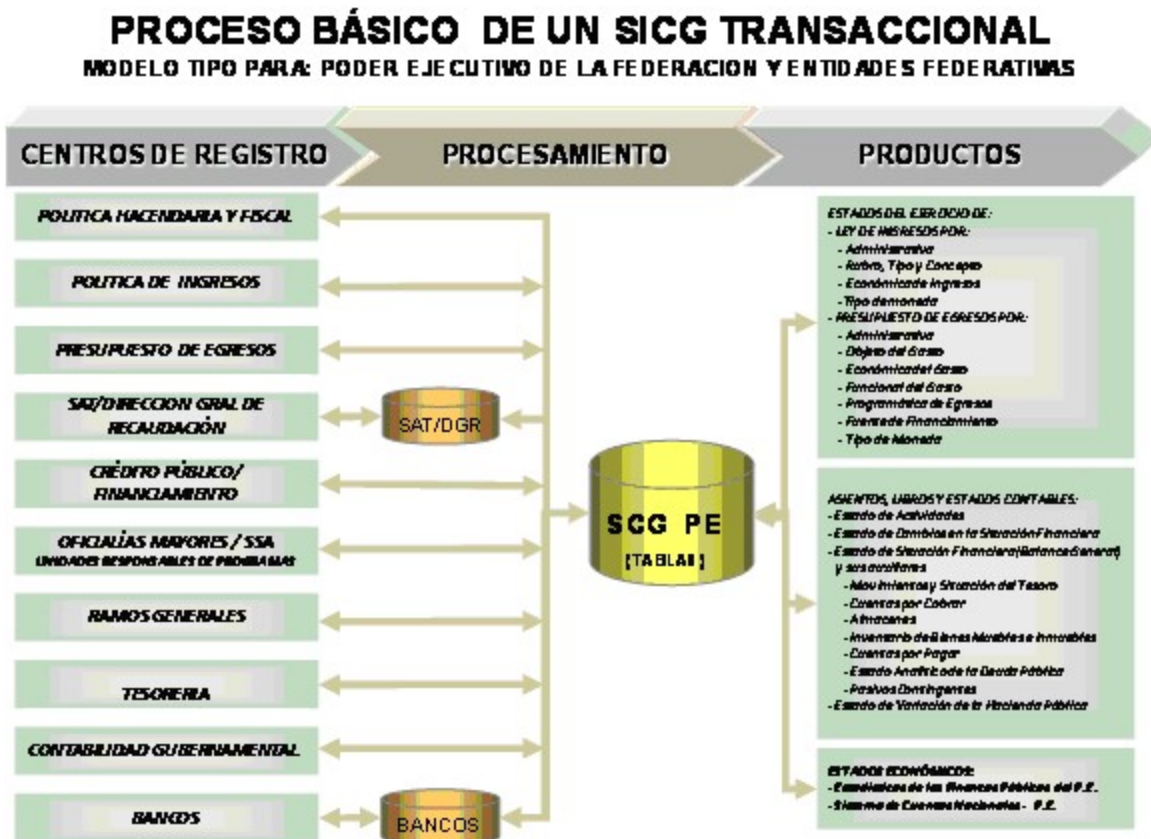 PROCESO BÁSICO DE UN SICG TRANSACCIONAL
MODELO TIPO PARA: PODER EJECUTIVO DE LA FEDERACION Y ENTIDADES FEDERATIVAS
CENTROS DE REGISTRO
PROCESAMIENTO
PRODUCTOS
POLITICA HACENDARIA Y FISCAL
POLITICA DE INGRESOS
PRESUPUESTO DE EGRESOS
SAT/DIRECCION GRAL DE
RECAUDACIÓN
CRÉDITO PÚBLICO/
FINANCIAMIENTO
OFICIALÍAS MAYORES / SSA
UNIDADES RESPONSABLES DE PROGRAMAS
RAMOS GENERALES
TESORERIA
CONTABILIDAD GUBERNAMENTAL
BANCOS
SAT/DGR
BANCOS
SCG PE
(TABLAS)
ESTADOS DEL EJERCICIO DE:
- LEY DE INGRESOS POR:
- Administrativa
- Rubro, Tipo y Concepto
- Económica de Ingresos
- Tipo de moneda
- PRESUPUESTO DE EGRESOS POR:
- Administrativa
- Objeto del Gasto
- Económica del Gasto
- Funcional del Gasto
- Programática de Egresos
- Fuente de Financiamiento
- Tipo de Moneda
ASIENTOS, LIBROS Y ESTADOS CONTABLES:
- Estado de Actividades
- Estado de Cambios en la Situación Financiera
- Estado de Situación Financiera (Balance General)
y sus auxiliares
- Movimientos y Situación del Tesoro
- Cuentas por Cobrar
- Almacenes
- Inventario de Bienes Muebles e Inmuebles
- Cuentas por Pagar
- Estado Analítico de la Deuda Pública
- Pasivos Contingentes
- Estado de Variación de la Hacienda Pública
ESTADOS ECONÓMICOS:
- Estadísticas de las Finanzas Públicas del P.E.
- Sistema de Cuentas Nacionales - P.E.